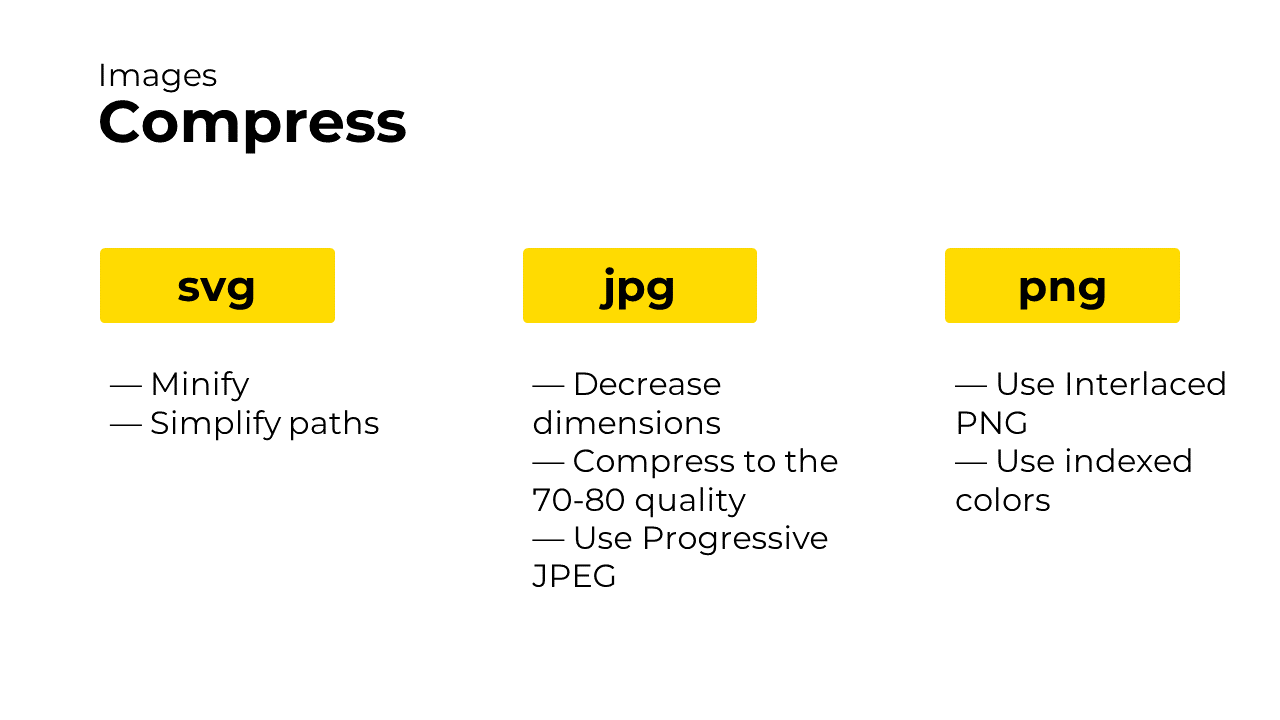 Images
Compress
svg
— Minify
— Simplify paths
jpg
— Decrease
dimensions
— Compress to the
70-80 quality
— Use Progressive
JPEG
png
— Use Interlaced
PNG
— Use indexed
colors